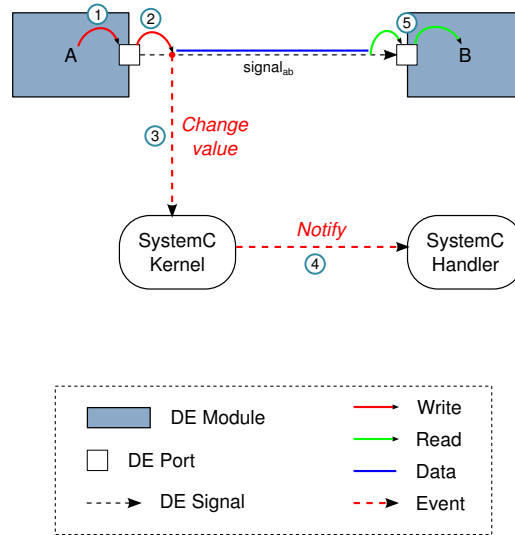 1
2
5
A
B
signal_ab
3
Change
value
SystemC
Kernel
Notify
4
SystemC
Handler
DE Module
DE Port
DE Signal
Write
Read
Data
Event